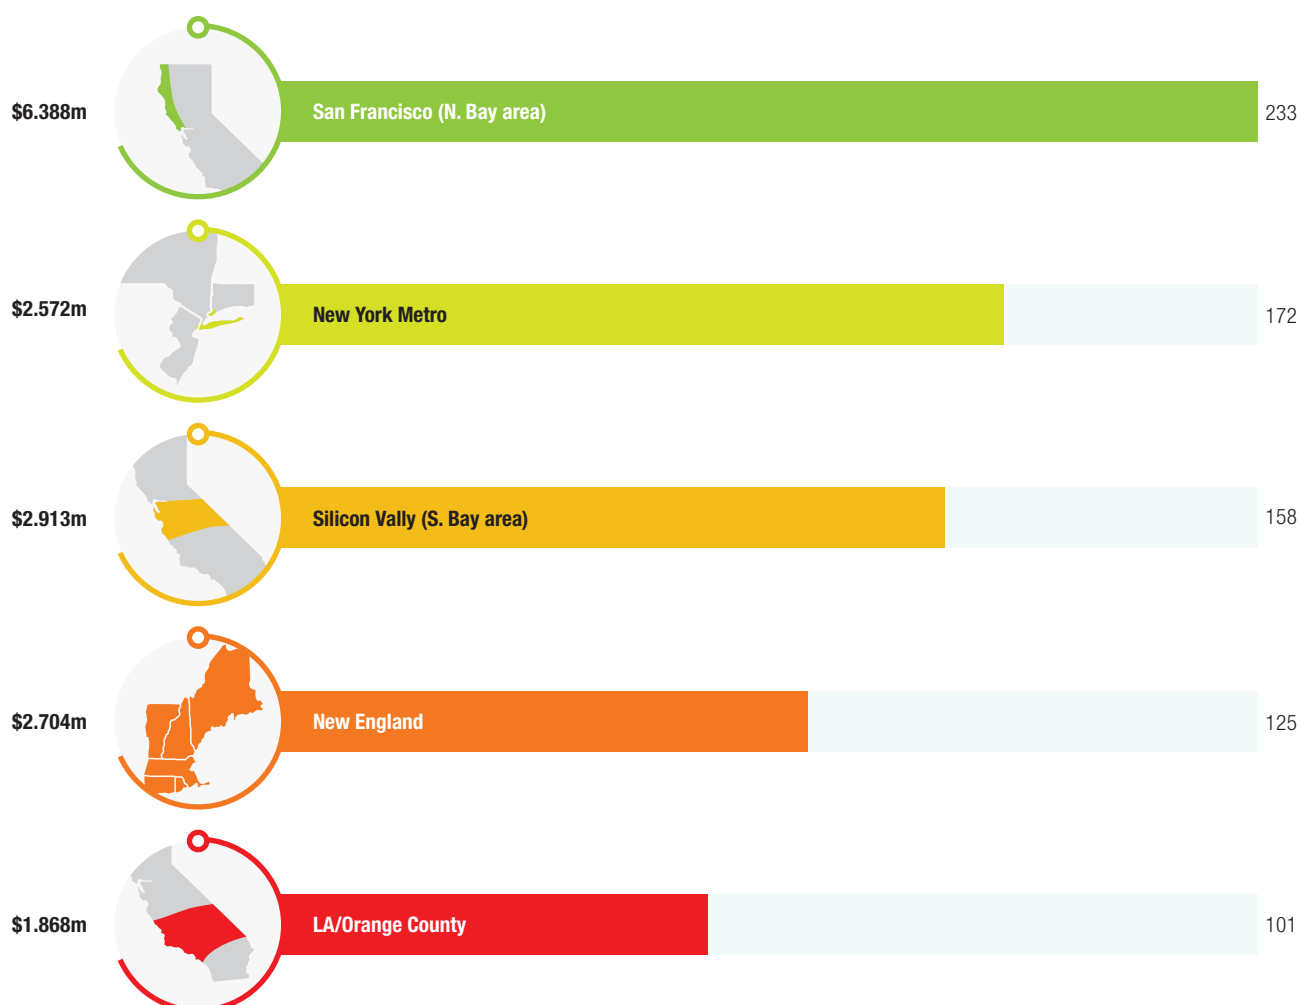 $6.388m
San Francisco (N. Bay area)
233
$2.572m
New York Metro
172
$2.913m
Silicon Vally (S. Bay area)
158
$2.704m
New England
125
$1.868m
LA/Orange County
101